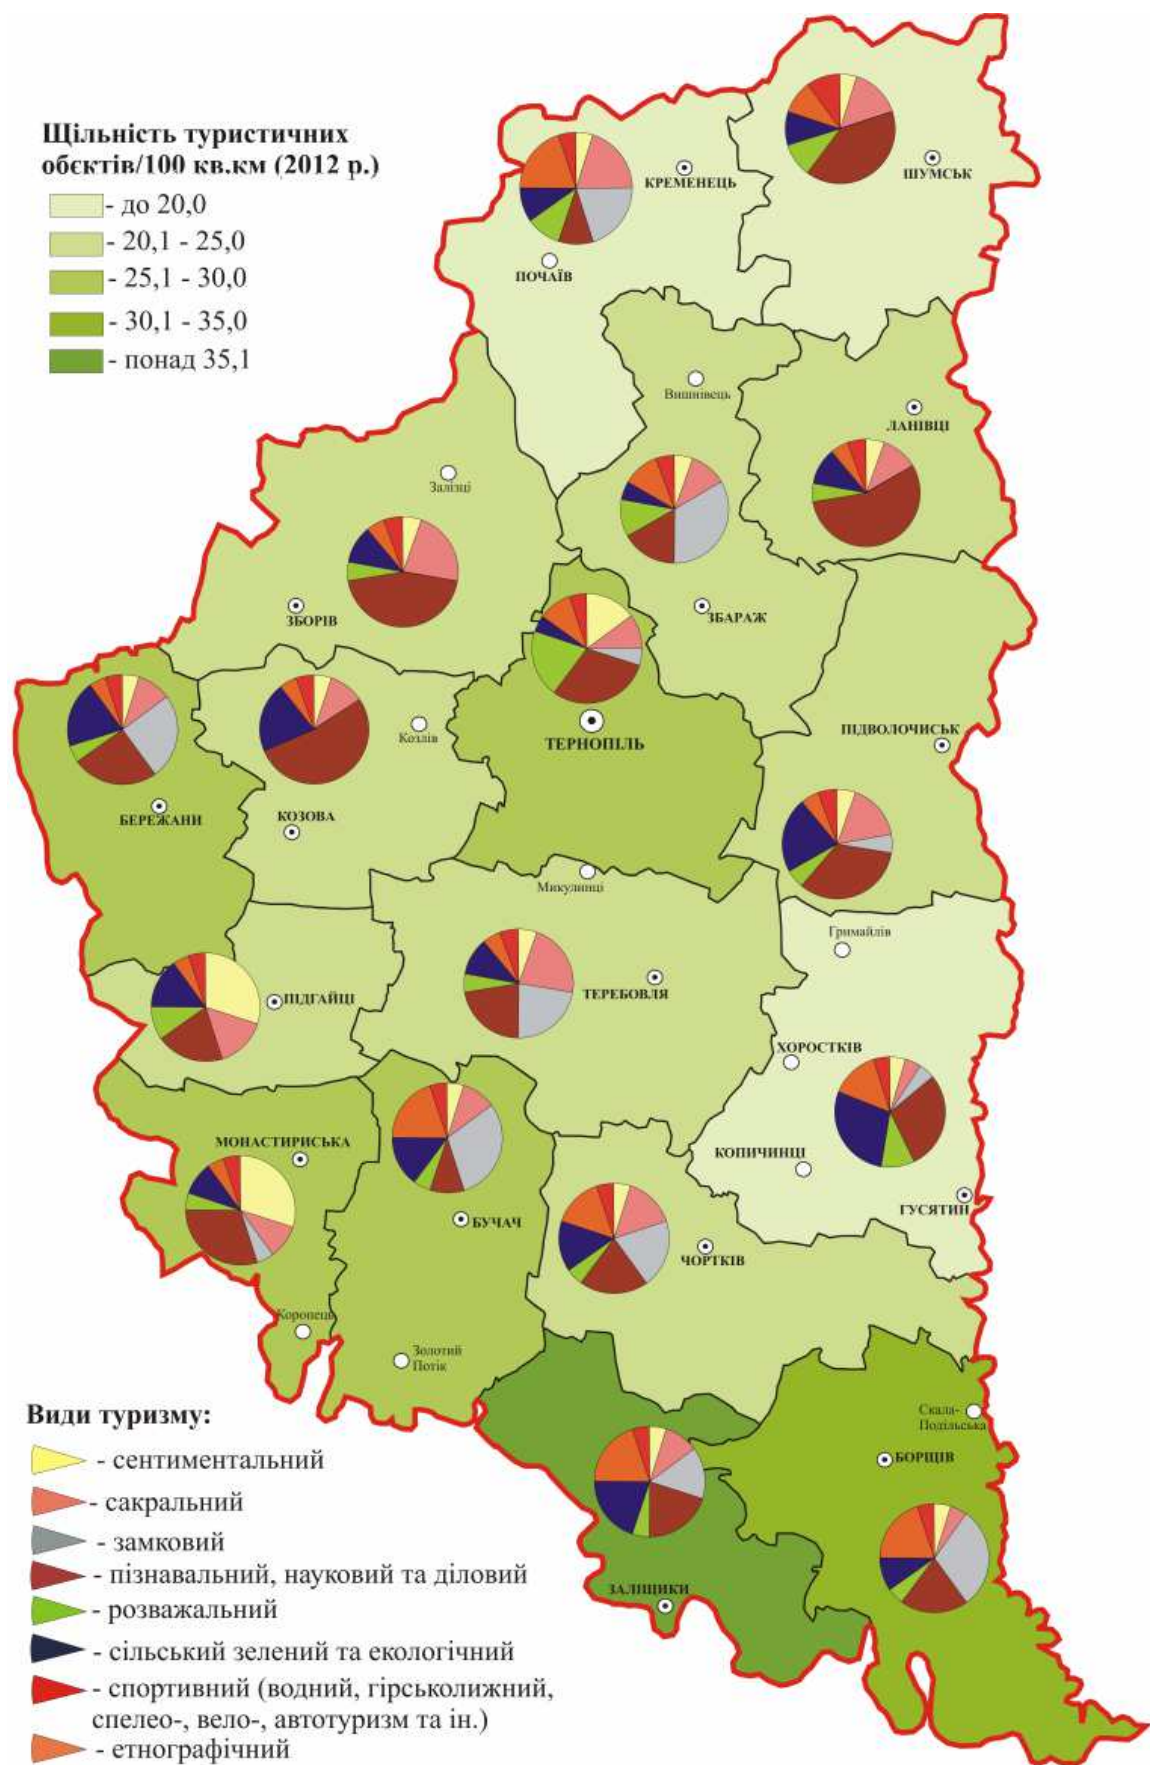 Щільність туристичних
обєктів/100 кв.км (2012 р.)
- до 20,0
- 20,1 - 25,0
- 25,1 - 30,0
- 30,1 - 35,0
- понад 35,1
КРЕМЕНЕЦЬ
ШУМСЬК
ПОЧАЇВ
Вишнівець
ЛАНІВЦІ
Залізці
ЗБОРІВ
ЗБАРАЖ
Козлів
ТЕРНОПІЛЬ
ПІДВОЛОЧИСЬК
БЕРЕЖАНИ
КОЗОВА
Микулинці
Гримайлів
ПІДГАЙЦІ
ТЕРЕБОВЛЯ
ХОРОСТКІВ
МОНАСТИРИСЬКА
КОПИЧИНЦІ
БУЧАЧ
ГУСЯТИН
ЧОРТКІВ
Коропець
Золотий
Потік
Скала-
Подільська
БОРЩІВ
ЗАЛІЩИКИ
Види туризму:
- сентиментальний
- сакральний
- замковий
- пізнавальний, науковий та діловий
- розважальний
- сільський зелений та екологічний
- спортивний (водний, гірськолижний,
спелео-, вело-, автотуризм та ін.)
- етнографічний